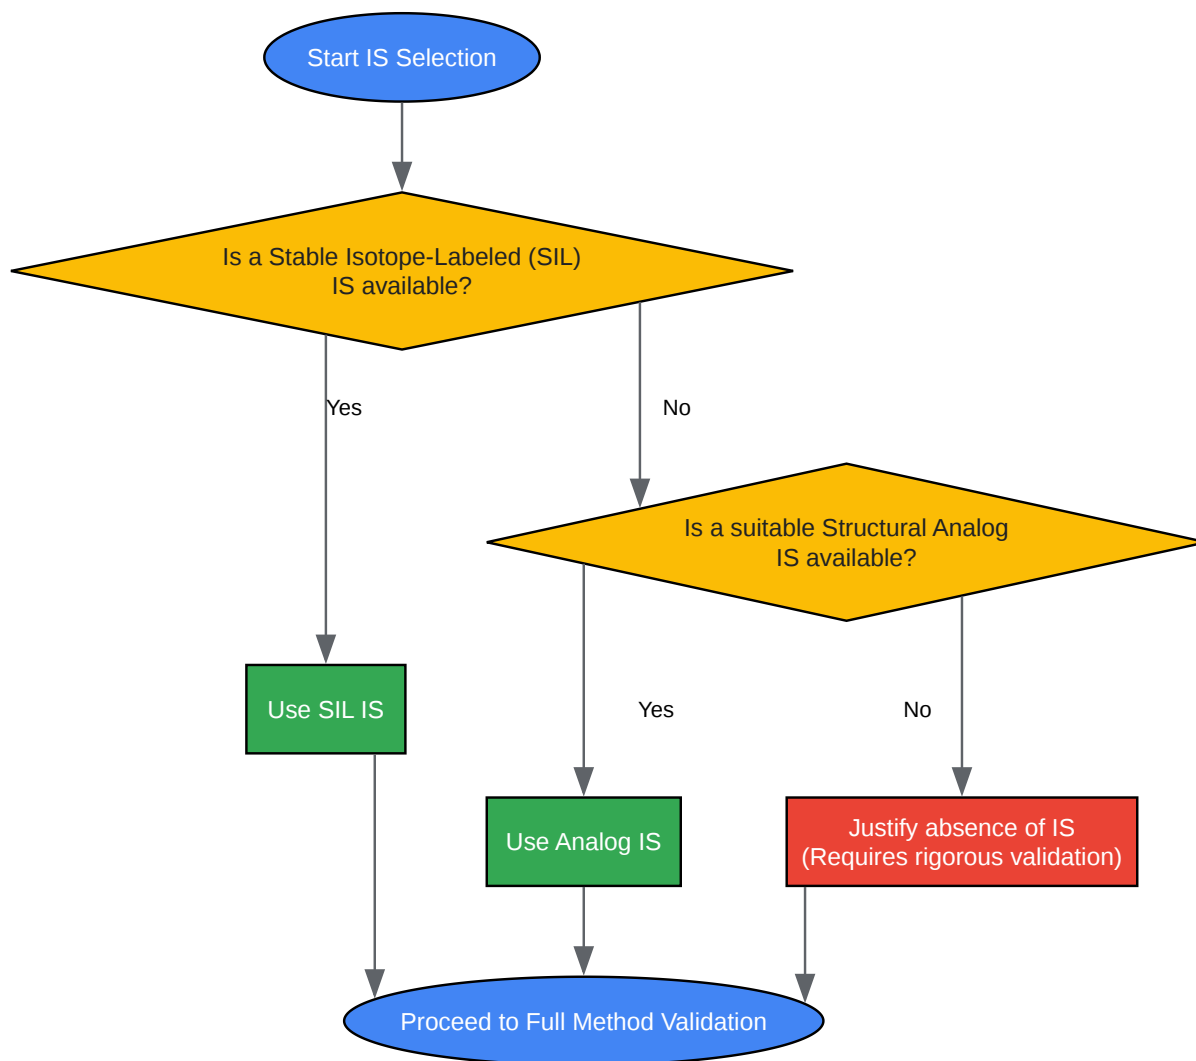 Start IS Selection
Is a Stable Isotope-Labeled (SIL)
IS available?
Yes
No
Is a suitable Structural Analog
IS available?
Use SIL IS
Yes
No
Use Analog IS
Justify absence of IS
(Requires rigorous validation)
Proceed to Full Method Validation